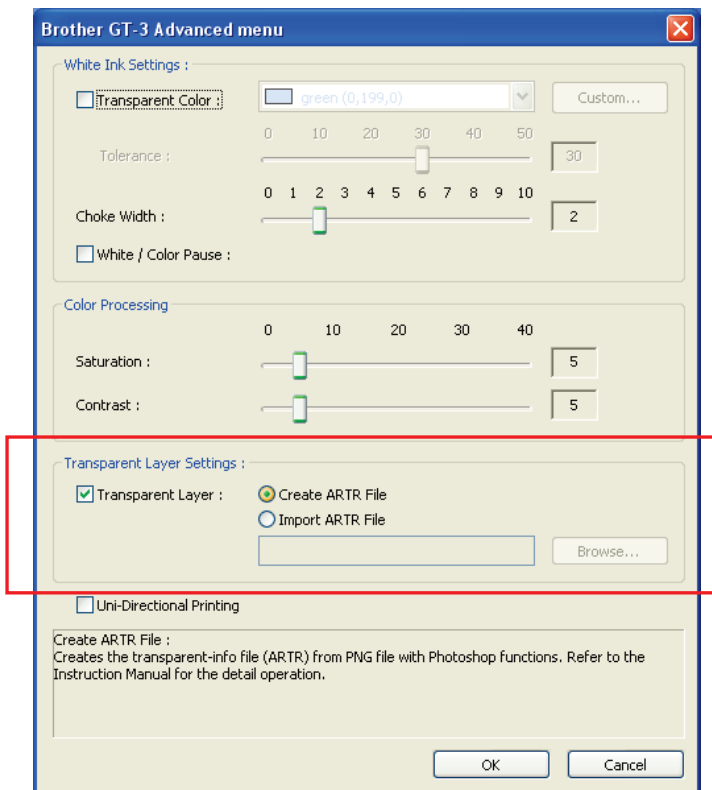 Brother GT-3 Advanced menu
White Ink Settings :
Transparent Color : green (0,199,0) Custom...
0 10 20 30 40 50
Tolerance : 30
0 1 2 3 4 5 6 7 8 9 10
Choke Width : 2
White / Color Pause :
Color Processing
0 10 20 30 40
Saturation : 5
Contrast : 5
Transparent Layer Settings :
Transparent Layer : Create ARTR File
Import ARTR File
Browse...
Uni-Directional Printing
Create ARTR File :
Creates the transparent-info file (ARTR) from PNG file with Photoshop functions. Refer to the
Instruction Manual for the detail operation.
OK Cancel